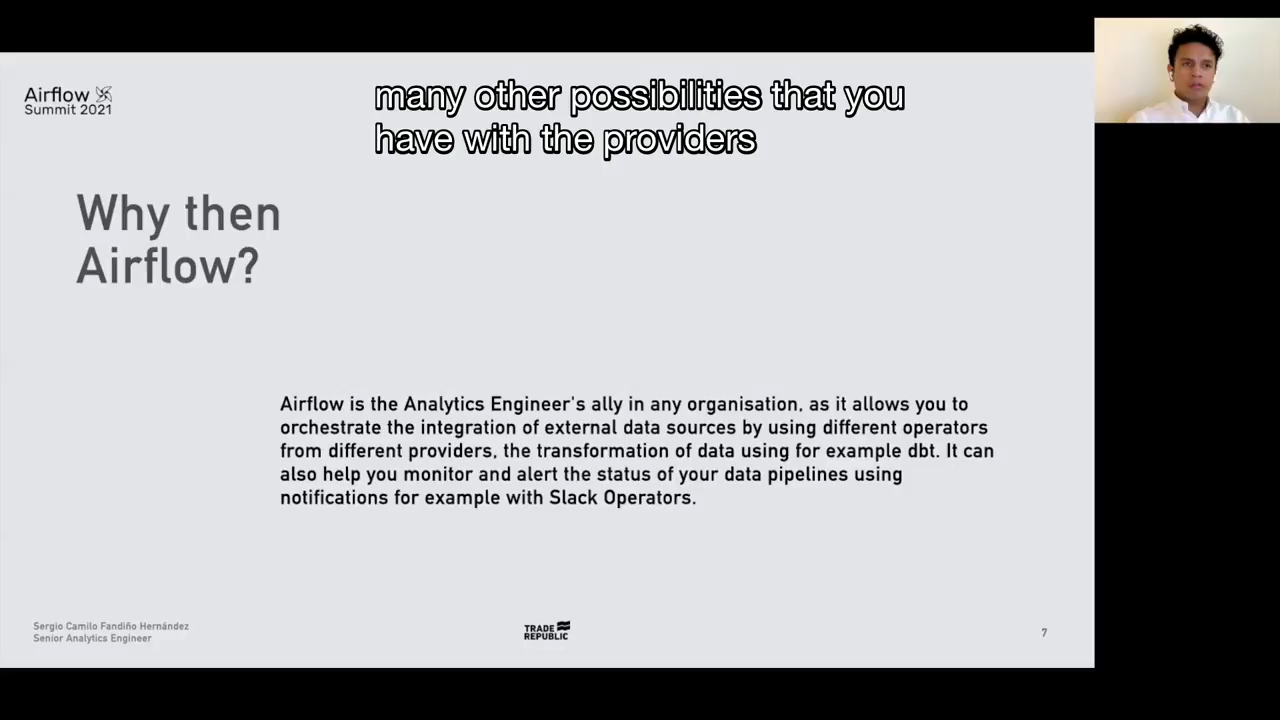 Airflow
Summit 2021
many other possibilities that you
have with the providers
Why then
Airflow?
Airflow is the Analytics Engineer's ally in any organisation, as it allows you to
orchestrate the integration of external data sources by using different operators
from different providers, the transformation of data using for example dbt. It can
also help you monitor and alert the status of your data pipelines using
notifications for example with Slack Operators.
Sergio Camilo Fandiño Hernández
Senior Analytics Engineer
TRADE
REPUBLIC
7